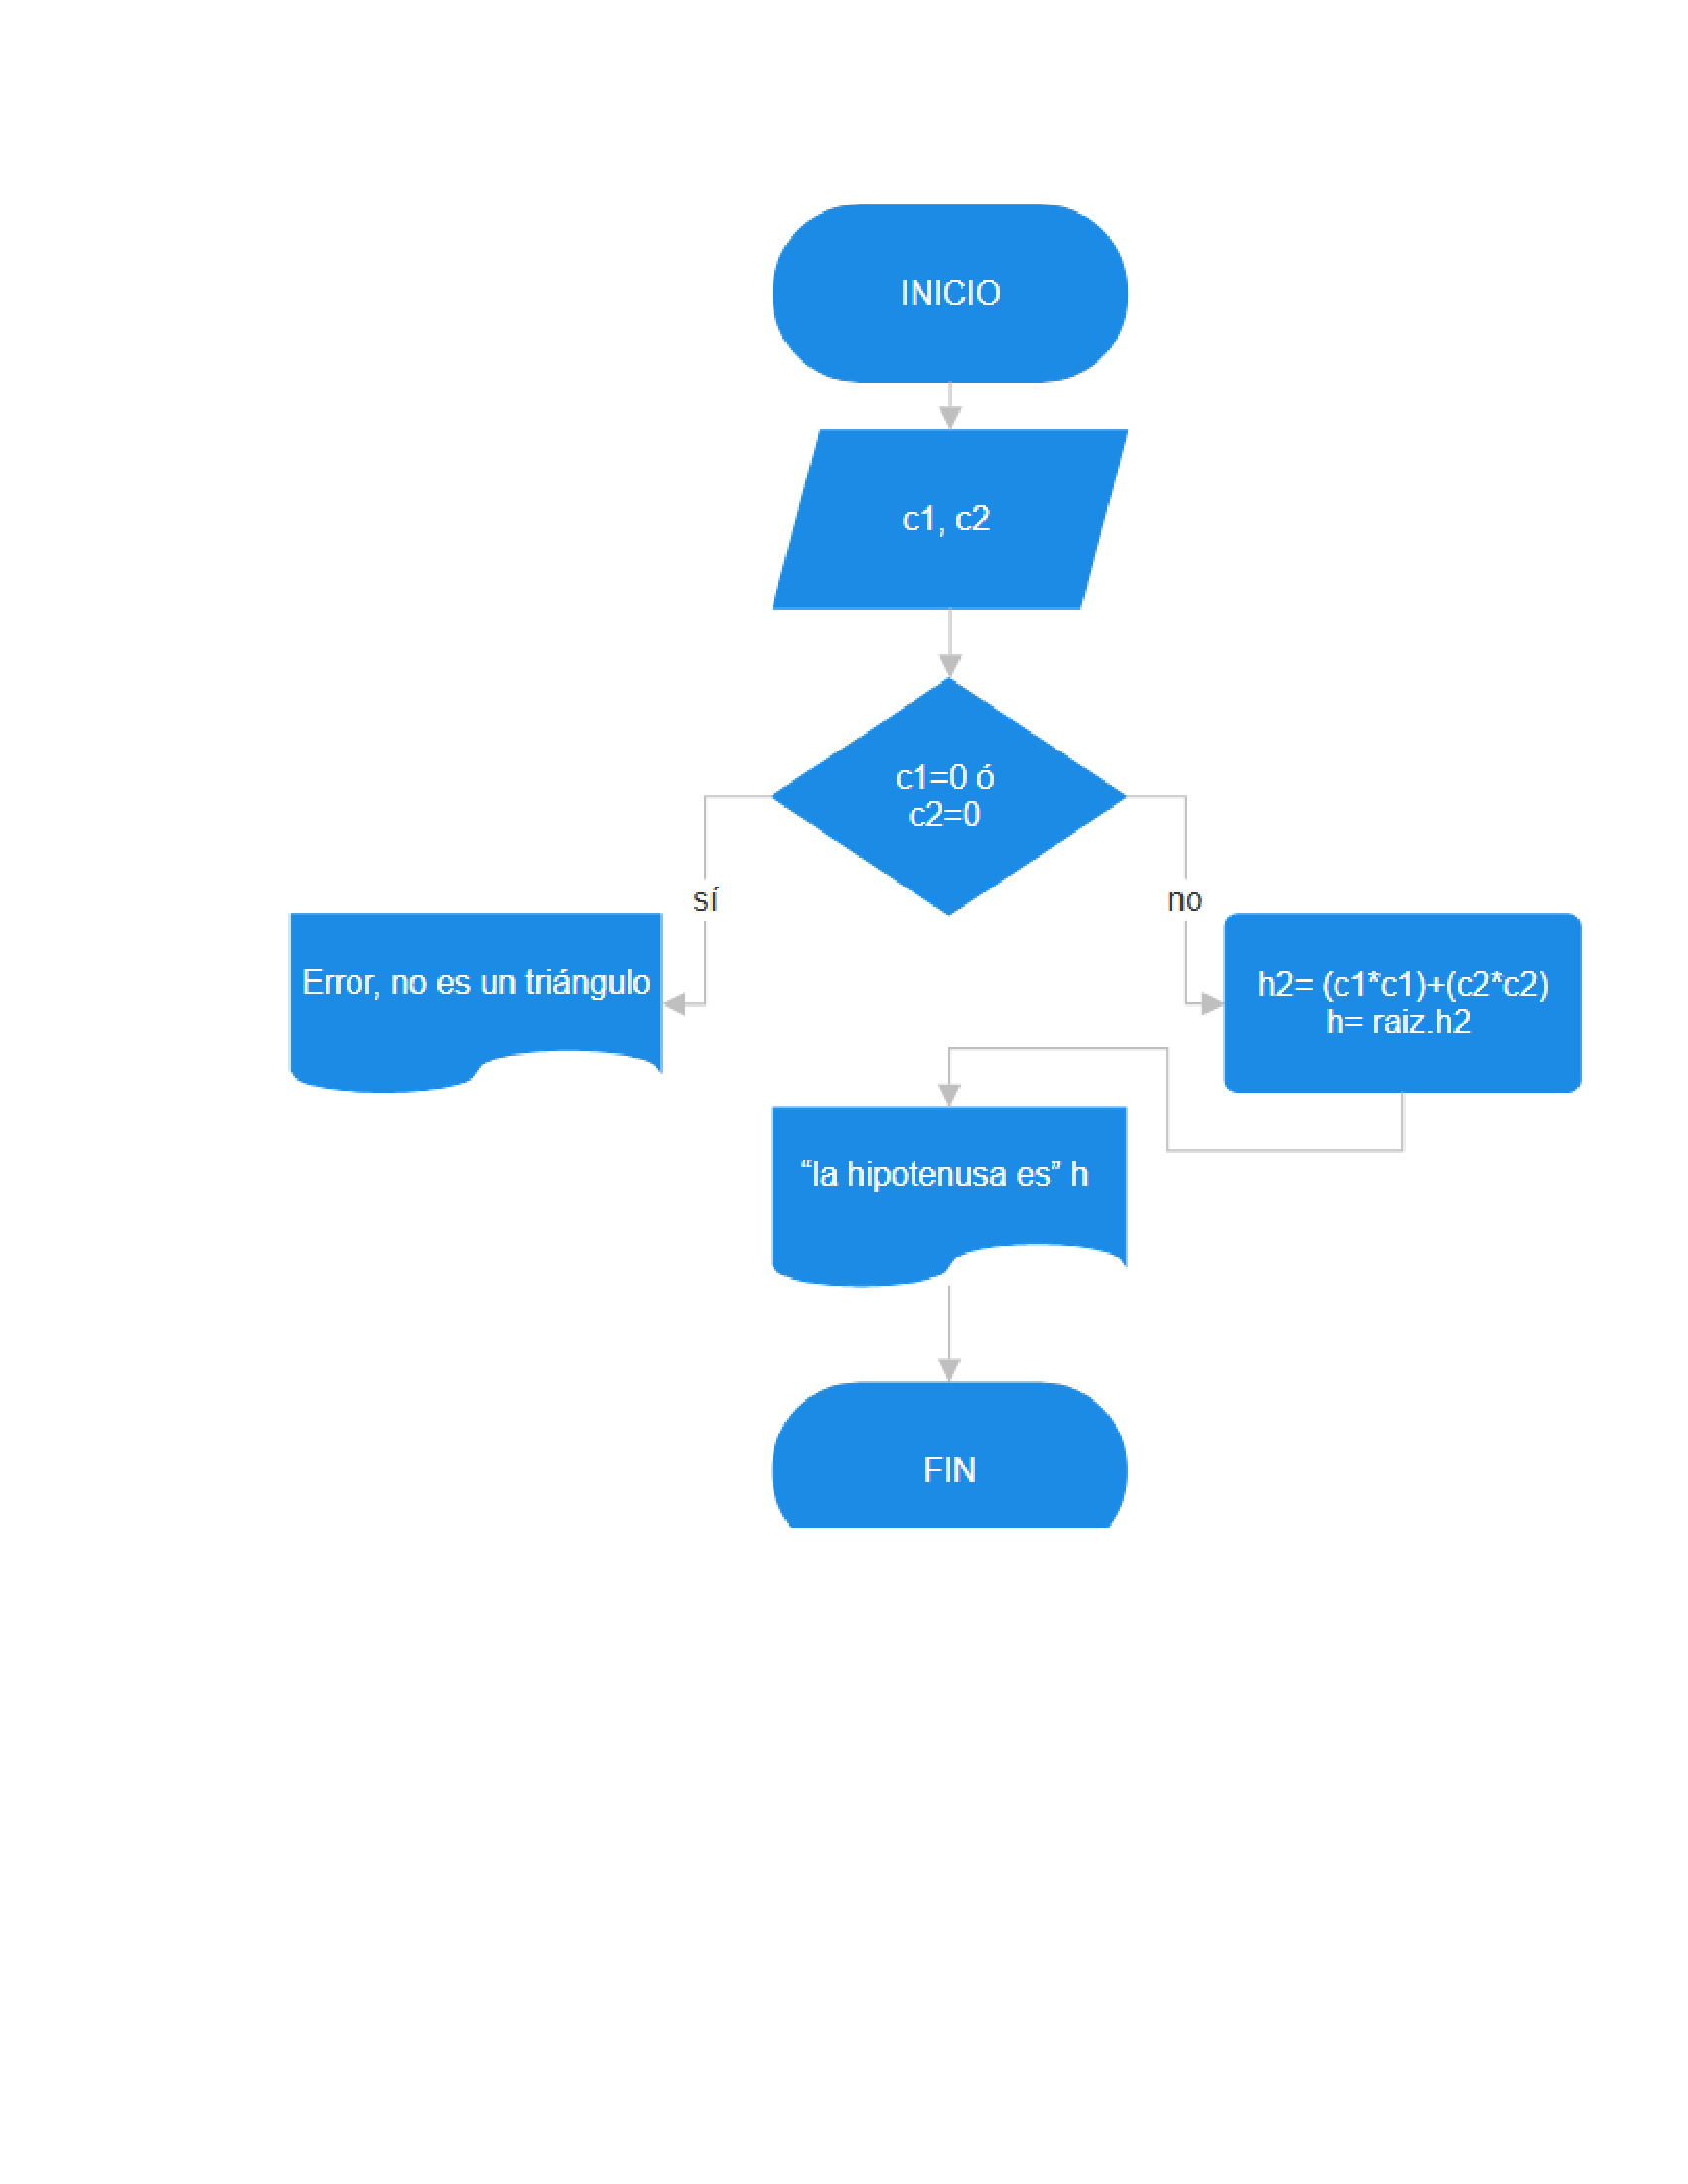 INICIO
c1, c2
c1=0 ó
c2=0
sí
no
Error, no es un triángulo
h2= (c1*c1)+(c2*c2)
h= raiz.h2
“la hipotenusa es” h
FIN